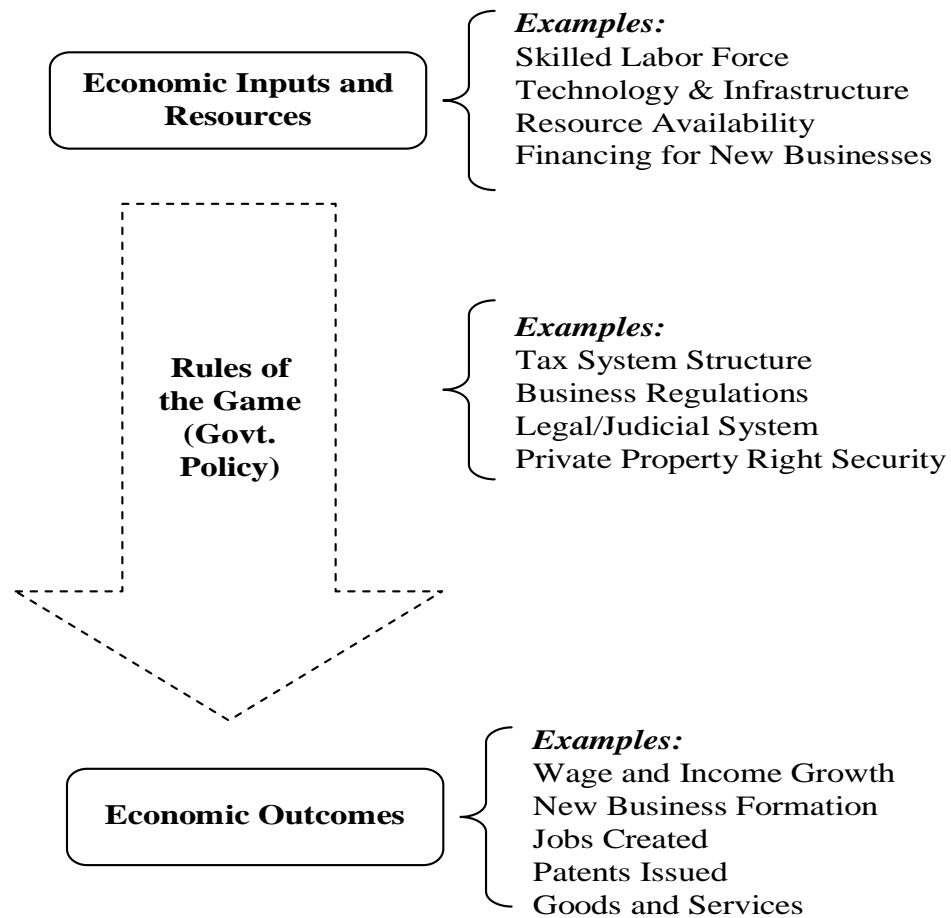 Economic Inputs and
Resources
Examples:
Skilled Labor Force
Technology & Infrastructure
Resource Availability
Financing for New Businesses
Rules of
the Game
(Govt.
Policy)
Examples:
Tax System Structure
Business Regulations
Legal/Judicial System
Private Property Right Security
Economic Outcomes
Examples:
Wage and Income Growth
New Business Formation
Jobs Created
Patents Issued
Goods and Services